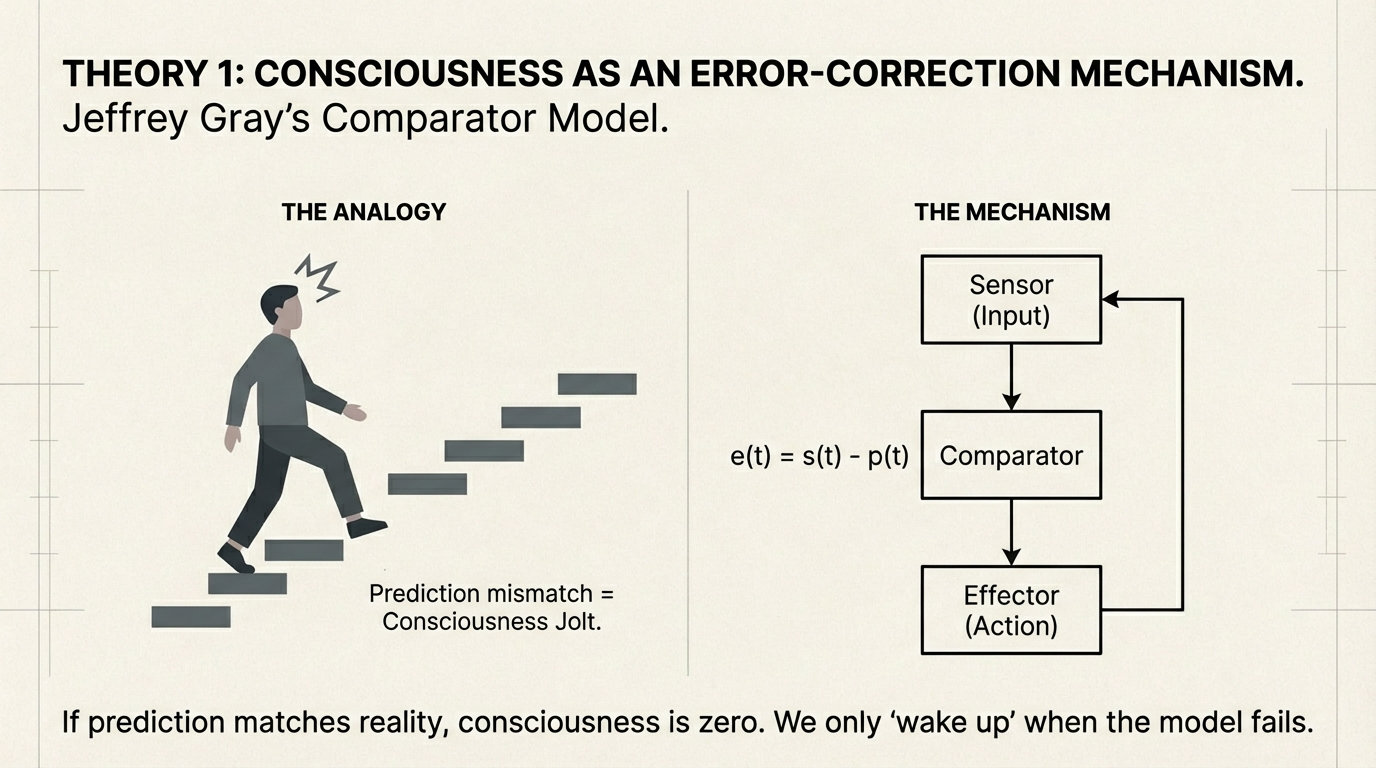 THEORY 1: CONSCIOUSNESS AS AN ERROR-CORRECTION MECHANISM.
Jeffrey Gray’s Comparator Model.
THE ANALOGY
Prediction mismatch =
Consciousness Jolt.
THE MECHANISM
Sensor
(Input)
e(t) = s(t) - p(t)
Comparator
Effector
(Action)
If prediction matches reality, consciousness is zero. We only ‘wake up’ when the model fails.